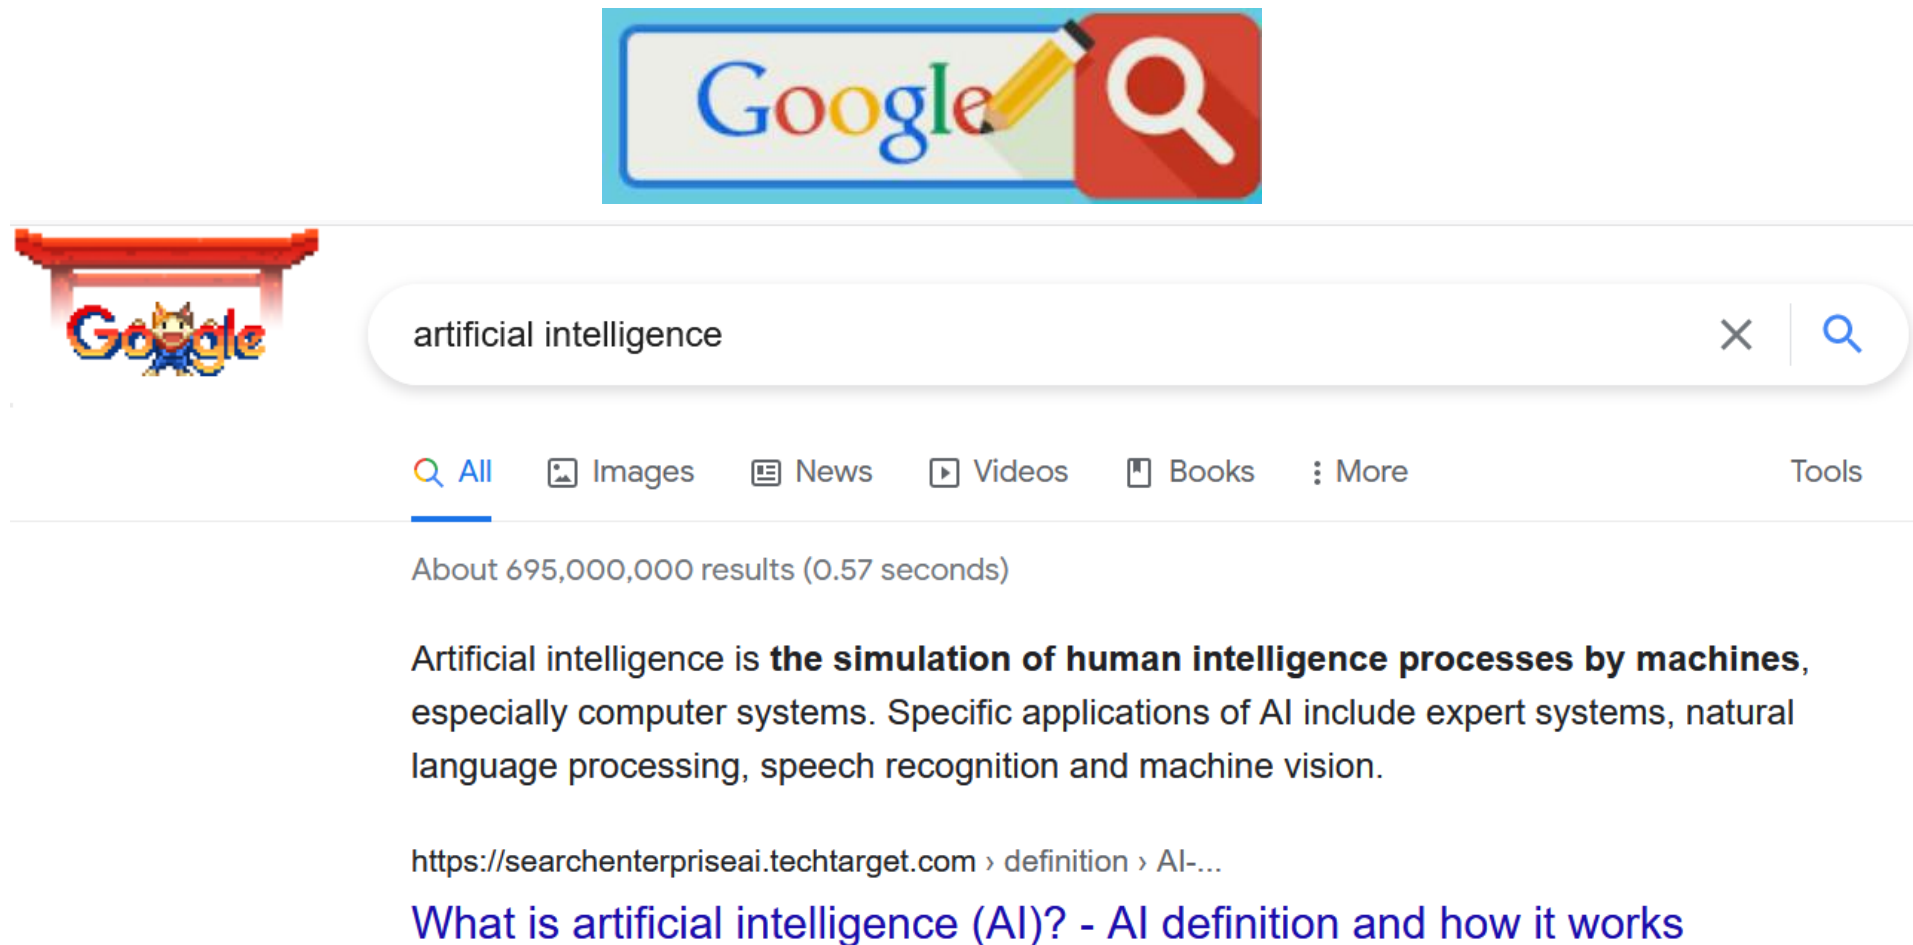 Google
Google
artificial intelligence
All Images News Videos Books More Tools
About 695,000,000 results (0.57 seconds)
Artificial intelligence is the simulation of human intelligence processes by machines,
especially computer systems. Specific applications of AI include expert systems, natural
language processing, speech recognition and machine vision.
https://searchenterpriseai.techtarget.com › definition › AI-...
What is artificial intelligence (AI)? - AI definition and how it works